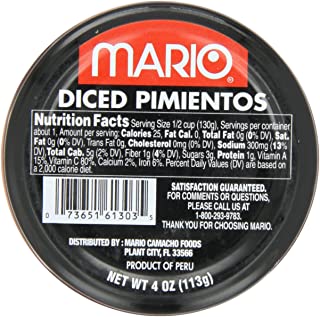 MARIO®
DICED PIMIENTOS
Nutrition Facts Serving Size 1/2 cup (130g), Servings per container
about 1, Amount per serving: Calories 25, Fat Cal. 0, Total Fat 0g (0% DV), Sat.
Fat 0g (0% DV), Trans Fat 0g, Cholesterol 0mg (0% DV), Sodium 300mg (13%
DV), Total Carb. 5g (2% DV), Fiber 1g (4% DV), Sugars 3g, Protein 1g, Vitamin A
15%, Vitamin C 80%, Calcium 2%, Iron 6%. Percent Daily Values (DV) are based on
a 2,000 calorie diet.
0 73651 61303 5
SATISFACTION GUARANTEED.
FOR COMMENTS OR QUESTIONS,
PLEASE CALL US AT
1-800-293-9783.
THANK YOU FOR CHOOSING MARIO.
DISTRIBUTED BY : MARIO CAMACHO FOODS
PLANT CITY, FL 33566
PRODUCT OF PERU
NET WT 4 OZ (113g)